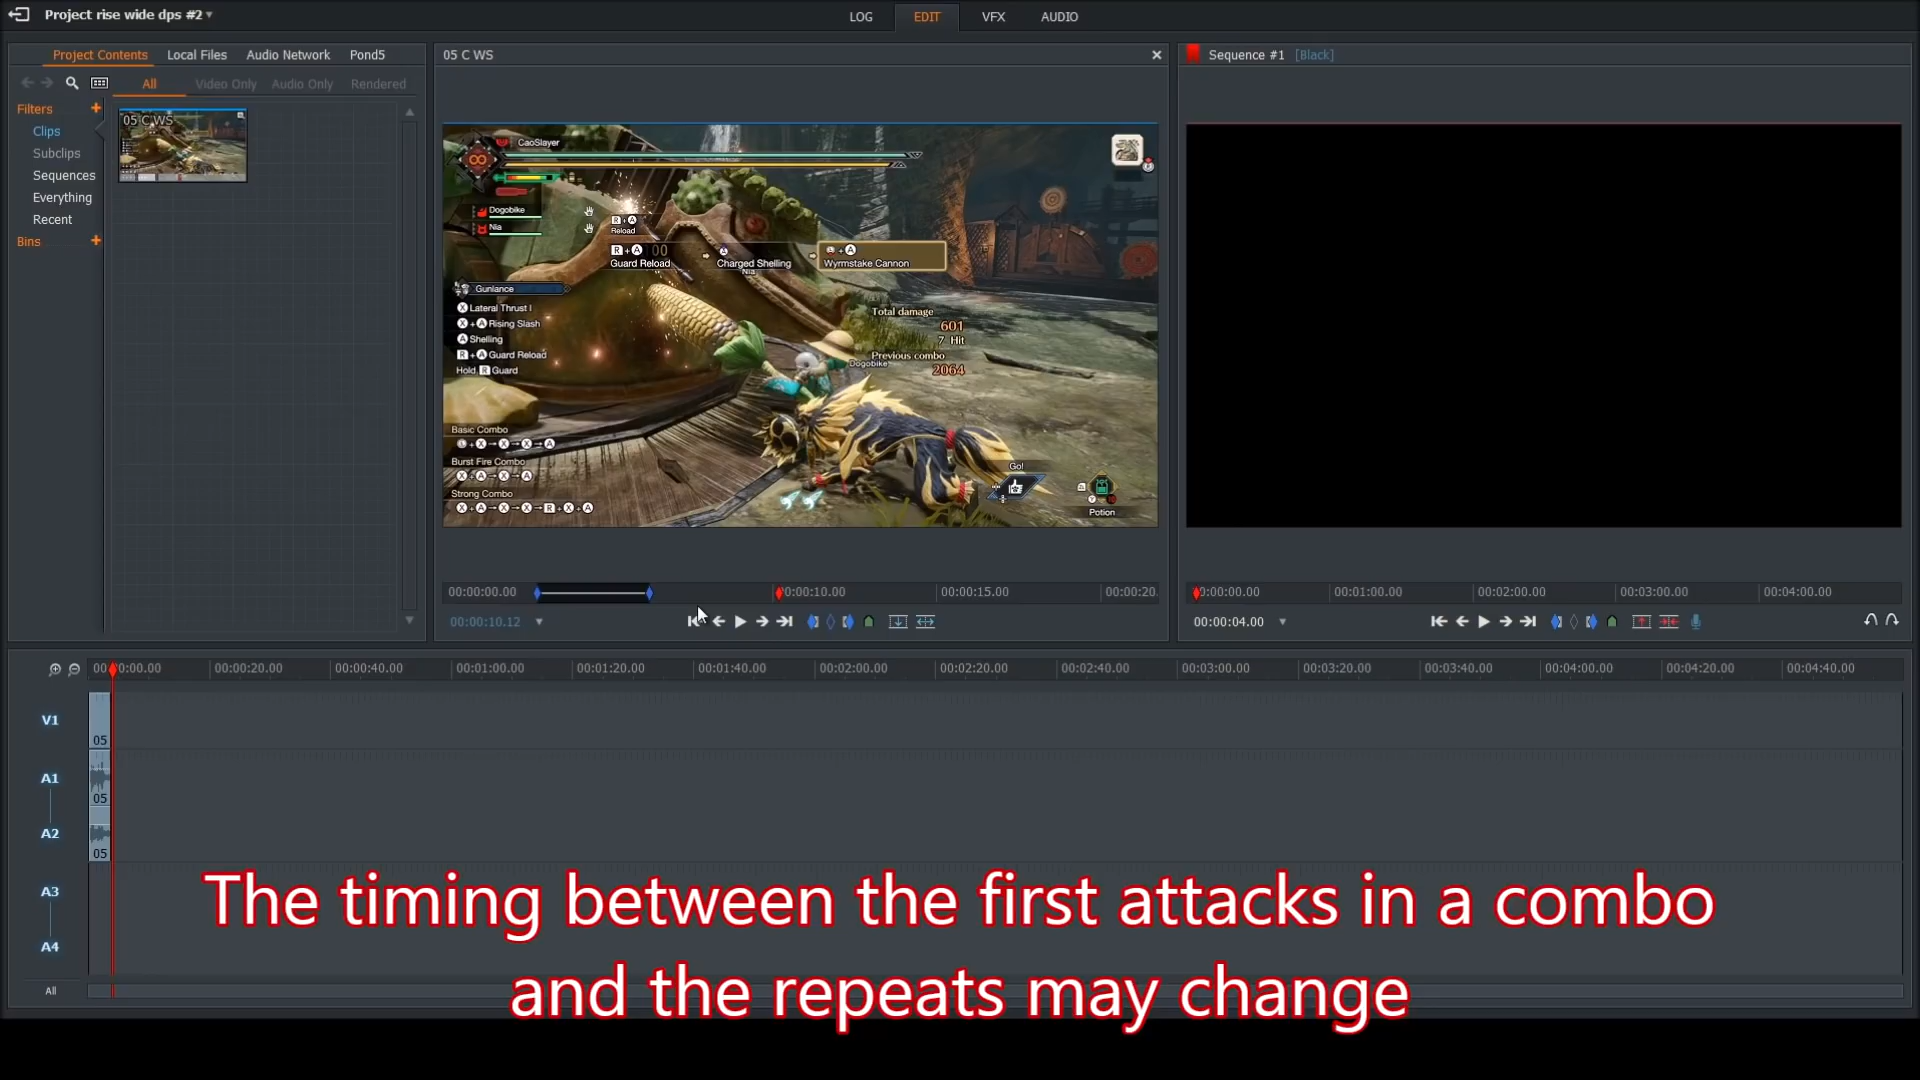 Project rise wide dps #2
LOG
EDIT
VFX
AUDIO
Project Contents
Local Files
Audio Network
Pond5
All
Video Only
Audio Only
Rendered
Filters
+
Clips
Subclips
Sequences
Everything
Recent
Bins
+
05 C WS
05 C WS
CaoSlayer
Dogobike
Nia
R+A
Reload
R+A
Guard Reload
A
Charged Shelling
Nia
L+A
Wyrmstake Cannon
Gunlance
X Lateral Thrust I
X+A Rising Slash
A Shelling
R+A Guard Reload
Hold R Guard
Total damage
601
7 Hit
Previous combo
2064
Dogobike
Basic Combo
L+X→X→X→A
Burst Fire Combo
X+A→X→A
Strong Combo
X+A→X→X→R+X+A
Go!
Potion
00:00:00.00
00:00:10.00
00:00:15.00
00:00:20.
00:00:10.12
Sequence #1 [Black]
00:01:00.00
00:02:00.00
00:03:00.00
00:04:00.00
00:00:04.00
00:00:20.00
00:00:40.00
00:01:00.00
00:01:20.00
00:01:40.00
00:02:00.00
00:02:20.00
00:02:40.00
00:03:00.00
00:03:20.00
00:03:40.00
00:04:00.00
00:04:20.00
00:04:40.00
V1
05
A1
05
A2
05
A3
A4
All
The timing between the first attacks in a combo
and the repeats may change